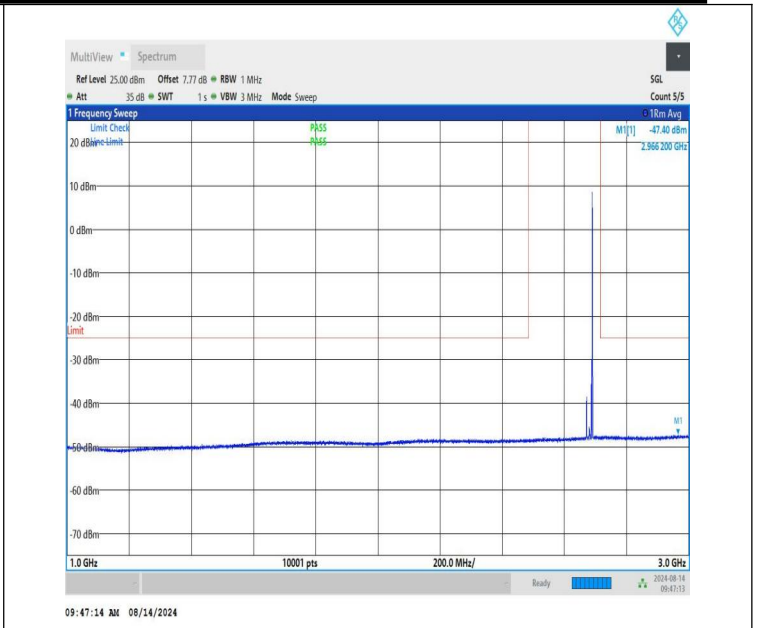 R S
MultiView Spectrum
Ref Level 25.00 dBm Offset 7.77 dB RBW 1 MHz SGL
Att 35 dB SWT 1 s VBW 3 MHz Mode Sweep Count 5/5
1 Frequency Sweep 1Rm Avg
Limit Check PASS M1[1] -47.40 dBm
20 dBm Line Limit PASS 2.966 200 GHz
10 dBm
0 dBm
-10 dBm
-20 dBm
Limit
-30 dBm
-40 dBm
M1
-50 dBm
-60 dBm
-70 dBm
1.0 GHz 10001 pts 200.0 MHz/ 3.0 GHz
Ready 2024-08-14
09:47:13
09:47:14 AM 08/14/2024